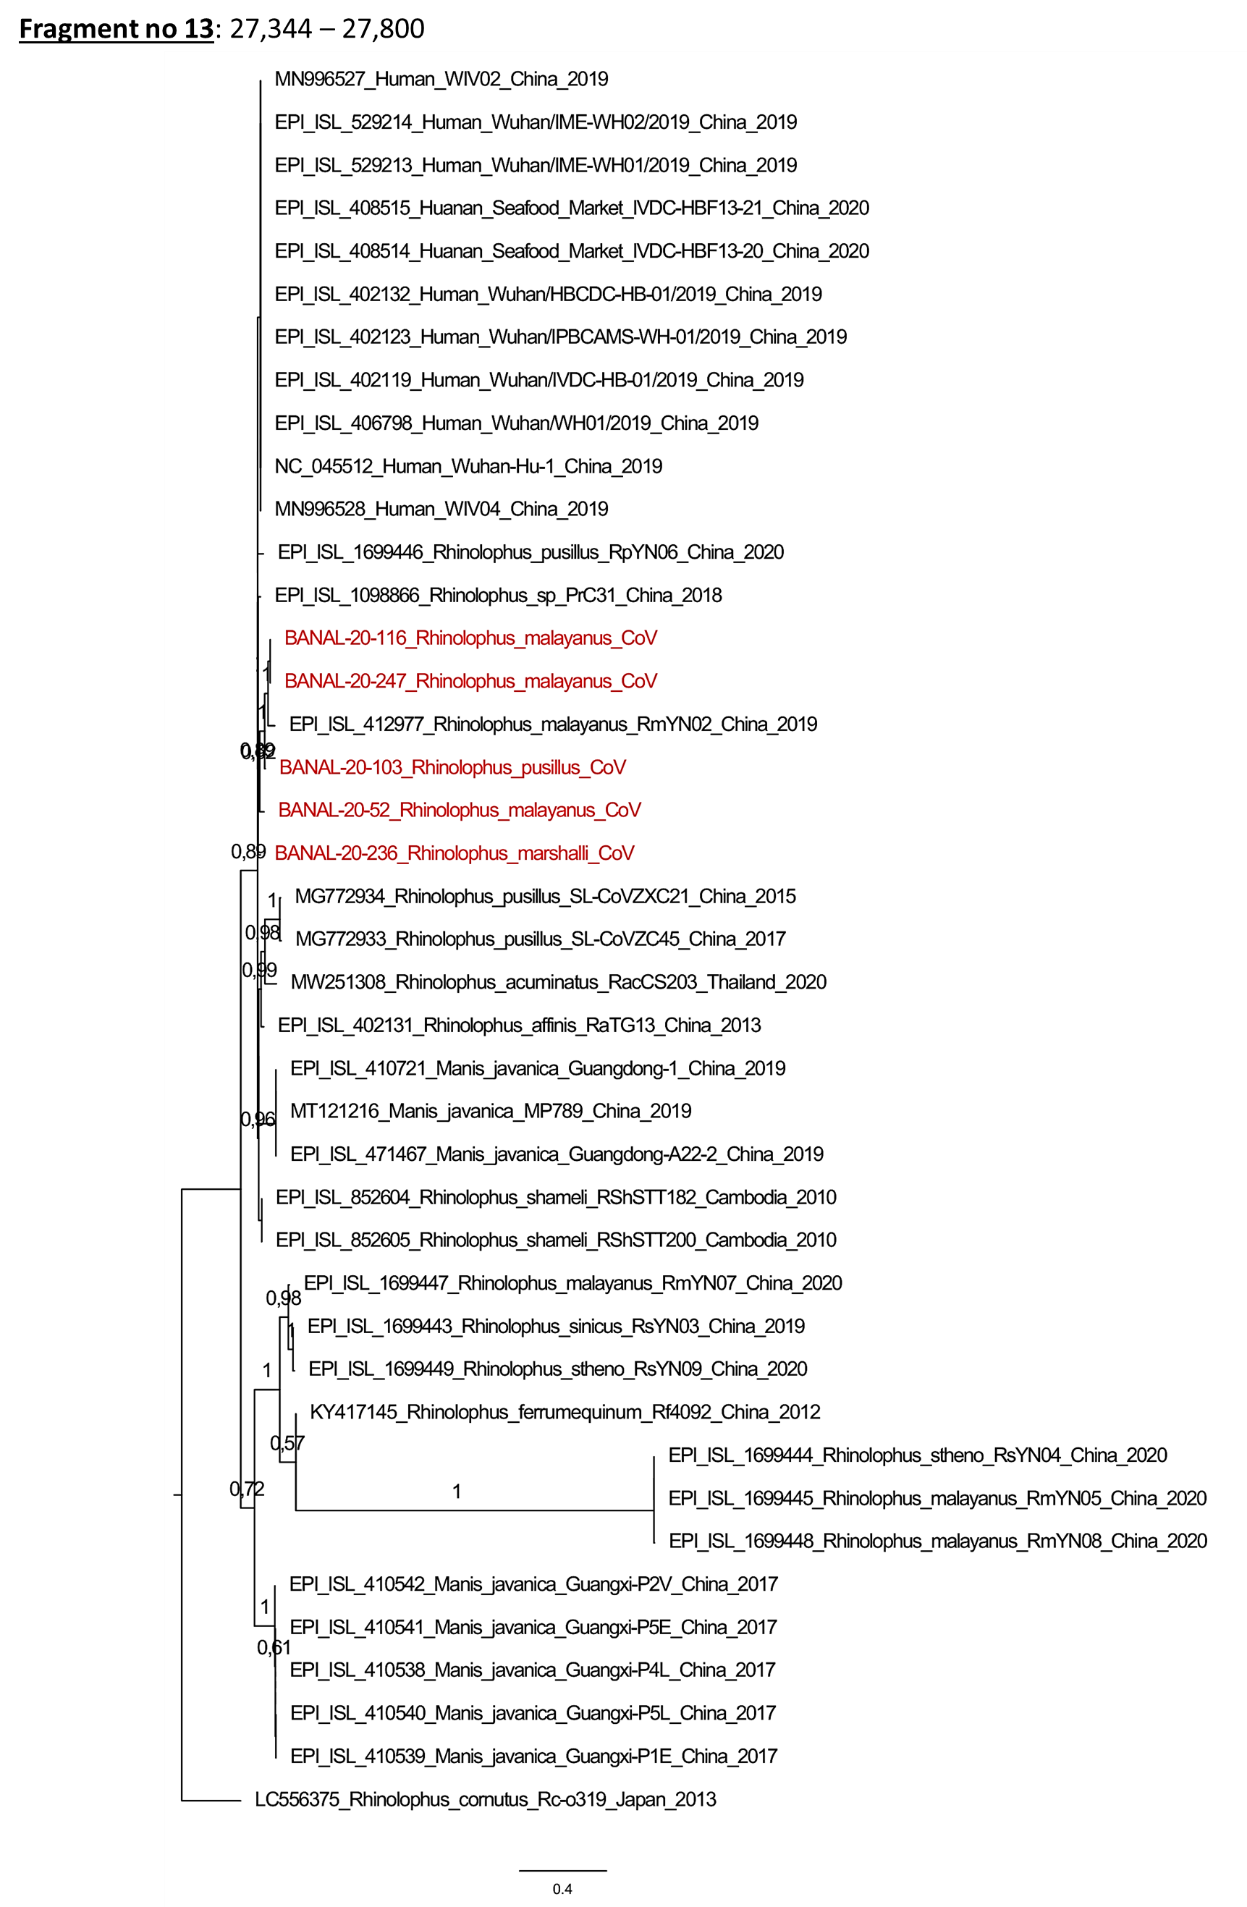 Fragment no 13: 27,344 – 27,800
MN996527_Human_WIV02_China_2019
EPI_ISL_529214_Human_Wuhan/IME-WH02/2019_China_2019
EPI_ISL_529213_Human_Wuhan/IME-WH01/2019_China_2019
EPI_ISL_408515_Huanan_Seafood_Market_IVDC-HBF13-21_China_2020
EPI_ISL_408514_Huanan_Seafood_Market_IVDC-HBF13-20_China_2020
EPI_ISL_402132_Human_Wuhan/HBCDC-HB-01/2019_China_2019
EPI_ISL_402123_Human_Wuhan/IPBCAMS-WH-01/2019_China_2019
EPI_ISL_402119_Human_Wuhan/IVDC-HB-01/2019_China_2019
EPI_ISL_406798_Human_Wuhan/WH01/2019_China_2019
NC_045512_Human_Wuhan-Hu-1_China_2019
MN996528_Human_WIV04_China_2019
EPI_ISL_1699446_Rhinolophus_pusillus_RpYN06_China_2020
EPI_ISL_1098866_Rhinolophus_sp_PrC31_China_2018
BANAL-20-116_Rhinolophus_malayanus_CoV
1
BANAL-20-247_Rhinolophus_malayanus_CoV
1
EPI_ISL_412977_Rhinolophus_malayanus_RmYN02_China_2019
BANAL-20-103_Rhinolophus_pusillus_CoV
BANAL-20-52_Rhinolophus_malayanus_CoV
0,89
BANAL-20-236_Rhinolophus_marshalli_CoV
1
MG772934_Rhinolophus_pusillus_SL-CoVZXC21_China_2015
0,98
MG772933_Rhinolophus_pusillus_SL-CoVZC45_China_2017
0,99
MW251308_Rhinolophus_acuminatus_RacCS203_Thailand_2020
EPI_ISL_402131_Rhinolophus_affinis_RaTG13_China_2013
EPI_ISL_410721_Manis_javanica_Guangdong-1_China_2019
0,96
MT121216_Manis_javanica_MP789_China_2019
EPI_ISL_471467_Manis_javanica_Guangdong-A22-2_China_2019
EPI_ISL_852604_Rhinolophus_shameli_RShSTT182_Cambodia_2010
EPI_ISL_852605_Rhinolophus_shameli_RShSTT200_Cambodia_2010
EPI_ISL_1699447_Rhinolophus_malayanus_RmYN07_China_2020
0,98
1
EPI_ISL_1699443_Rhinolophus_sinicus_RsYN03_China_2019
1
EPI_ISL_1699449_Rhinolophus_stheno_RsYN09_China_2020
KY417145_Rhinolophus_ferrumequinum_Rf4092_China_2012
0,57
EPI_ISL_1699444_Rhinolophus_stheno_RsYN04_China_2020
0,72
1
EPI_ISL_1699445_Rhinolophus_malayanus_RmYN05_China_2020
EPI_ISL_1699448_Rhinolophus_malayanus_RmYN08_China_2020
EPI_ISL_410542_Manis_javanica_Guangxi-P2V_China_2017
1
EPI_ISL_410541_Manis_javanica_Guangxi-P5E_China_2017
0,61
EPI_ISL_410538_Manis_javanica_Guangxi-P4L_China_2017
EPI_ISL_410540_Manis_javanica_Guangxi-P5L_China_2017
EPI_ISL_410539_Manis_javanica_Guangxi-P1E_China_2017
LC556375_Rhinolophus_cornutus_Rc-o319_Japan_2013
0.4